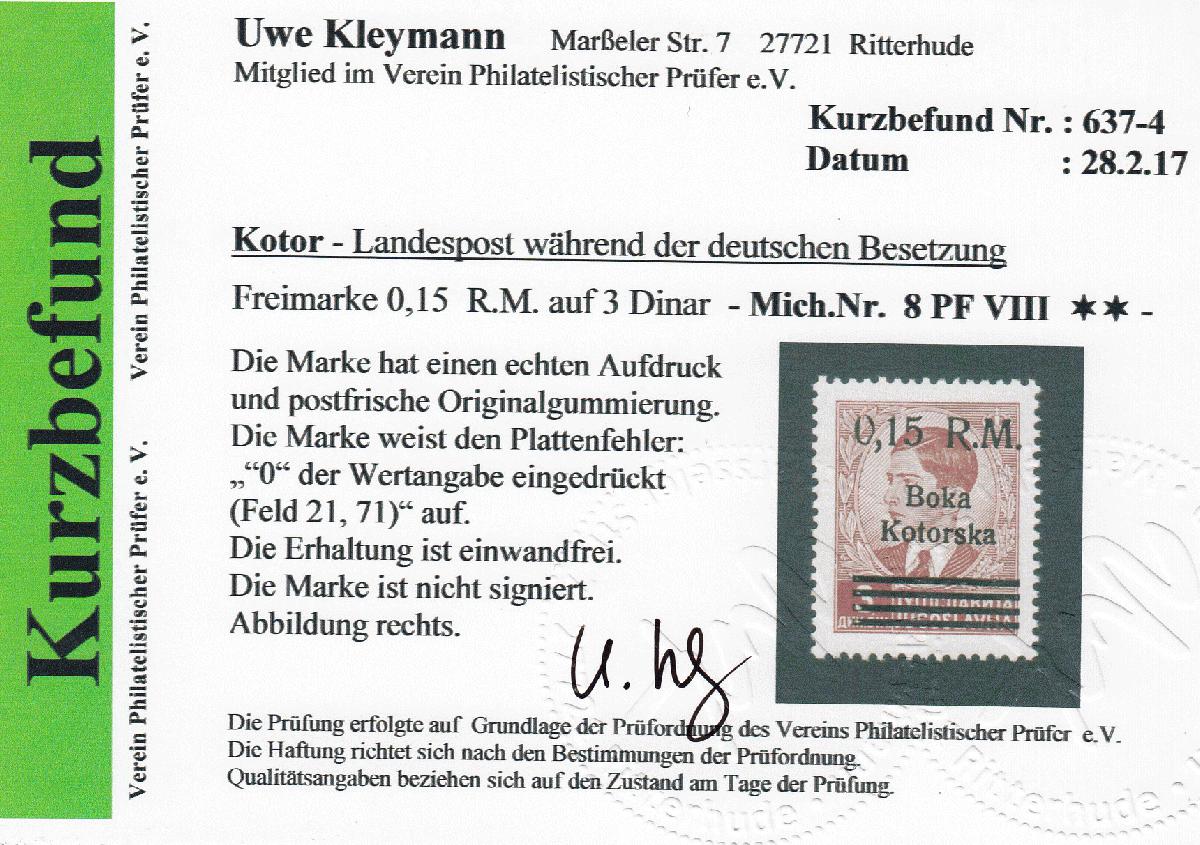 Kurzbefund
Verein Philatelistischer Prüfer e. V.
Verein Philatelistischer Prüfer e. V.
Uwe Kleymann Marßeler Str. 7 27721 Ritterhude
Mitglied im Verein Philatelistischer Prüfer e.V.
Kurzbefund Nr. : 637-4
Datum : 28.2.17
Kotor - Landespost während der deutschen Besetzung
Freimarke 0,15 R.M. auf 3 Dinar - Mich.Nr. 8 PF VIII ✶✶ -
Die Marke hat einen echten Aufdruck
und postfrische Originalgummierung.
Die Marke weist den Plattenfehler:
„“0“ der Wertangabe eingedrückt
(Feld 21, 71)“ auf.
Die Erhaltung ist einwandfrei.
Die Marke ist nicht signiert.
Abbildung rechts.
0,15 R.M.
Boka
Kotorska
3
Die Prüfung erfolgte auf Grundlage der Prüfordnung des Vereins Philatelistischer Prüfer e.V.
Die Haftung richtet sich nach den Bestimmungen der Prüfordnung.
Qualitätsangaben beziehen sich auf den Zustand am Tage der Prüfung.
Ritterhude